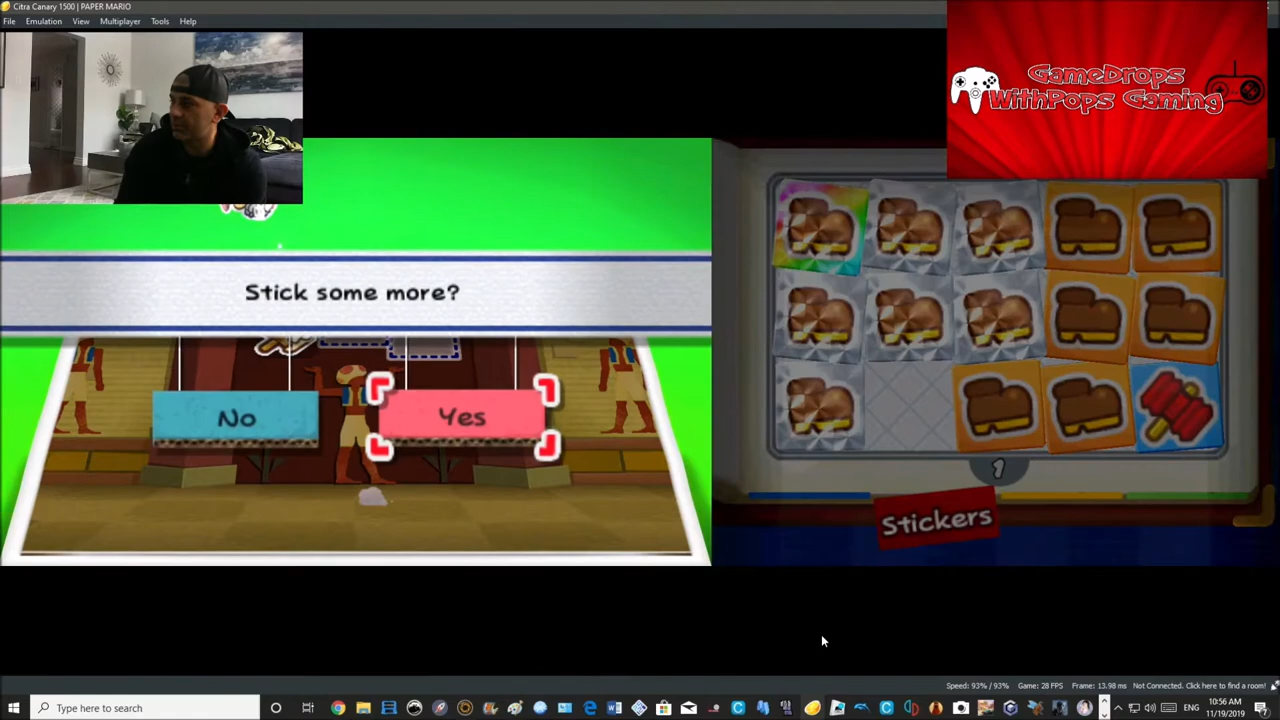 Citra Canary 1500 | PAPER MARIO
File Emulation View Multiplayer Tools Help
GameDrops
WithPops Gaming
Stick some more?
No
Yes
1
Stickers
Speed: 93% / 93% Game: 28 FPS Frame: 13.98 ms Not Connected. Click here to find a room!
Type here to search
ENG
10:56 AM
11/19/2019